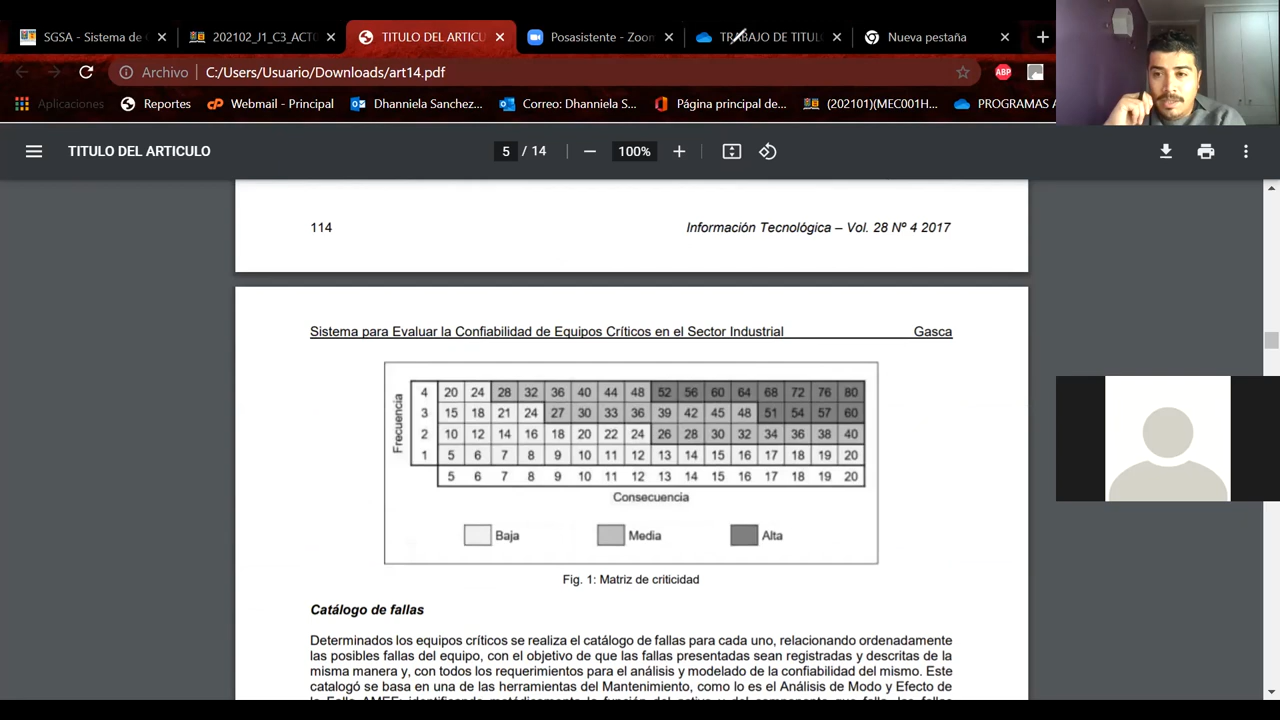 SGSA - Sistema de G
202102_J1_C3_ACTO
TITULO DEL ARTICU
Posasistente - Zoom
TRABAJO DE TITUL
Nueva pestaña
Archivo
C:/Users/Usuario/Downloads/art14.pdf
ABP
Aplicaciones
Reportes
Webmail - Principal
Dhanniela Sanchez...
Correo: Dhanniela S...
Página principal de...
(202101)(MEC001H...
PROGRAMAS A
TITULO DEL ARTICULO
5 / 14
100%
114
Información Tecnológica – Vol. 28 Nº 4 2017
Sistema para Evaluar la Confiabilidad de Equipos Críticos en el Sector Industrial
Gasca
Frecuencia
4 20 24 28 32 36 40 44 48 52 56 60 64 68 72 76 80
3 15 18 21 24 27 30 33 36 39 42 45 48 51 54 57 60
2 10 12 14 16 18 20 22 24 26 28 30 32 34 36 38 40
1 5 6 7 8 9 10 11 12 13 14 15 16 17 18 19 20
5 6 7 8 9 10 11 12 13 14 15 16 17 18 19 20
Consecuencia
Baja
Media
Alta
Fig. 1: Matriz de criticidad
Catálogo de fallas
Determinados los equipos críticos se realiza el catálogo de fallas para cada uno, relacionando ordenadamente
las posibles fallas del equipo, con el objetivo de que las fallas presentadas sean registradas y descritas de la
misma manera y, con todos los requerimientos para el análisis y modelado de la confiabilidad del mismo. Este
catalogó se basa en una de las herramientas del Mantenimiento, como lo es el Análisis de Modo y Efecto de